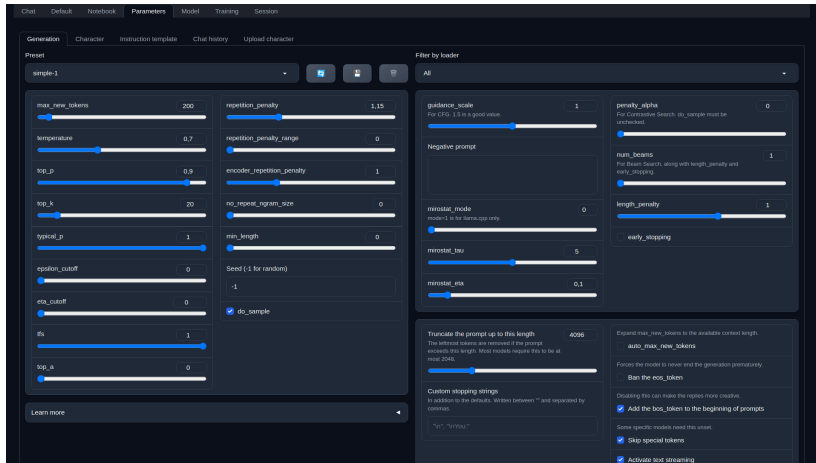 Chat Default Notebook Parameters Model Training Session
Generation Character Instruction template Chat history Upload character
Preset
simple-1
Filter by loader
All
max_new_tokens 200
temperature 0,7
top_p 0,9
top_k 20
typical_p 1
epsilon_cutoff 0
eta_cutoff 0
tfs 1
top_a 0
repetition_penalty 1,15
repetition_penalty_range 0
encoder_repetition_penalty 1
no_repeat_ngram_size 0
min_length 0
Seed (-1 for random)
-1
do_sample
Learn more
guidance_scale 1
For CFG. 1.5 is a good value.
Negative prompt
mirostat_mode 0
mode=1 is for llama.cpp only.
mirostat_tau 5
mirostat_eta 0,1
penalty_alpha 0
For Contrastive Search. do_sample must be
unchecked.
num_beams 1
For Beam Search, along with length_penalty and
early_stopping.
length_penalty 1
early_stopping
Truncate the prompt up to this length 4096
The leftmost tokens are removed if the prompt
exceeds this length. Most models require this to be at
most 2048.
Custom stopping strings
In addition to the defaults. Written between "" and separated by
commas.
"\n", "\nYou:"
Expand max_new_tokens to the available context length.
auto_max_new_tokens
Forces the model to never end the generation prematurely.
Ban the eos_token
Disabling this can make the replies more creative.
Add the bos_token to the beginning of prompts
Some specific models need this unset.
Skip special tokens
Activate text streaming